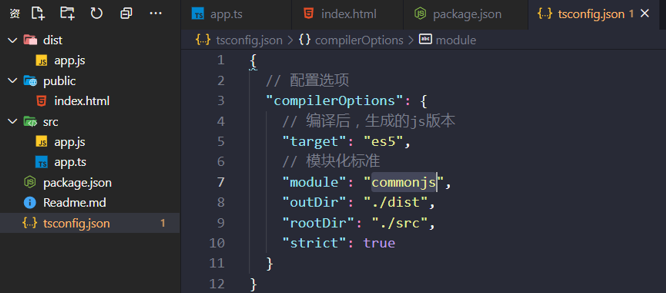 资
app.ts
index.html
package.json
tsconfig.json 1
dist
app.js
public
index.html
src
app.js
app.ts
package.json
Readme.md
tsconfig.json 1
tsconfig.json > {} compilerOptions > module
1 {
2 // 配置选项
3 "compilerOptions": {
4 // 编译后，生成的js版本
5 "target": "es5",
6 // 模块化标准
7 "module": "commonjs",
8 "outDir": "./dist",
9 "rootDir": "./src",
10 "strict": true
11 }
12 }